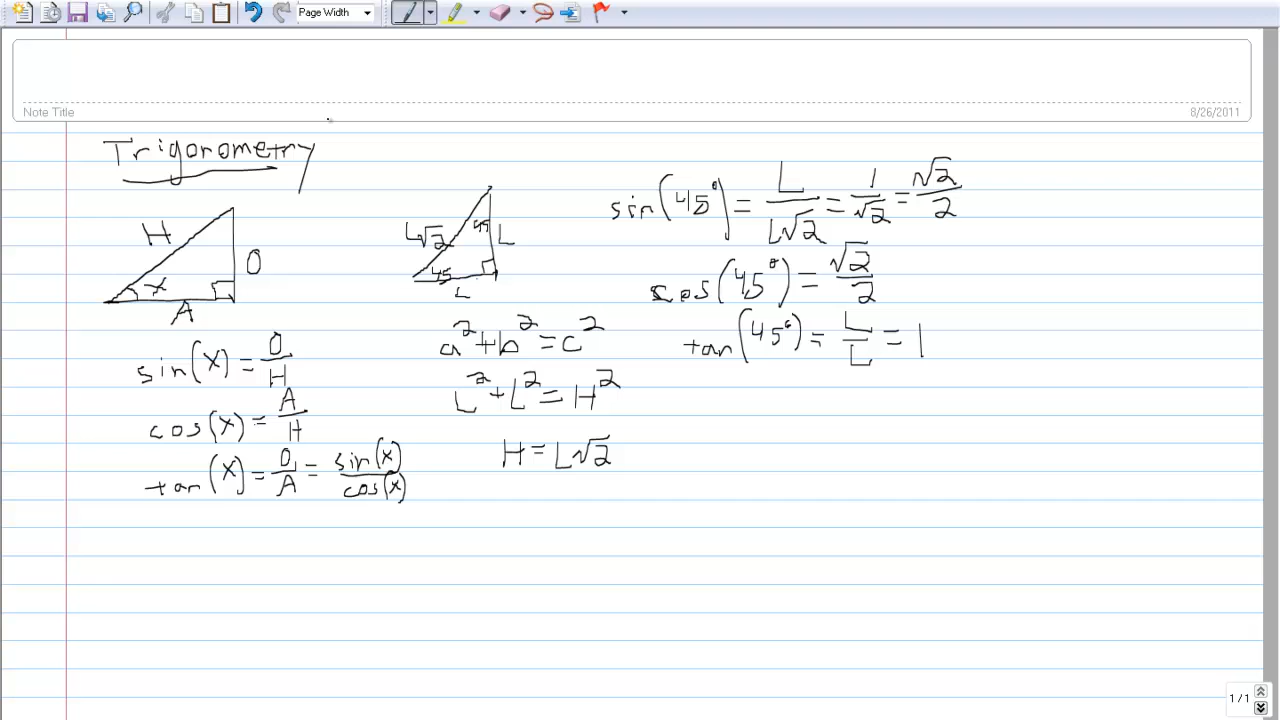 Page Width
Note Title
8/26/2011
Trigorometry
H
O
x
A
sin(x) = O/H
cos(x) = A/H
tan(x) = O/A = sin(x)/cos(x)
L√2
45
L
45
L
a² + b² = c²
L² + L² = H²
H = L√2
sin(45°) = L/L√2 = 1/√2 = √2/2
cos(45°) = √2/2
tan(45°) = L/L = 1
1/1